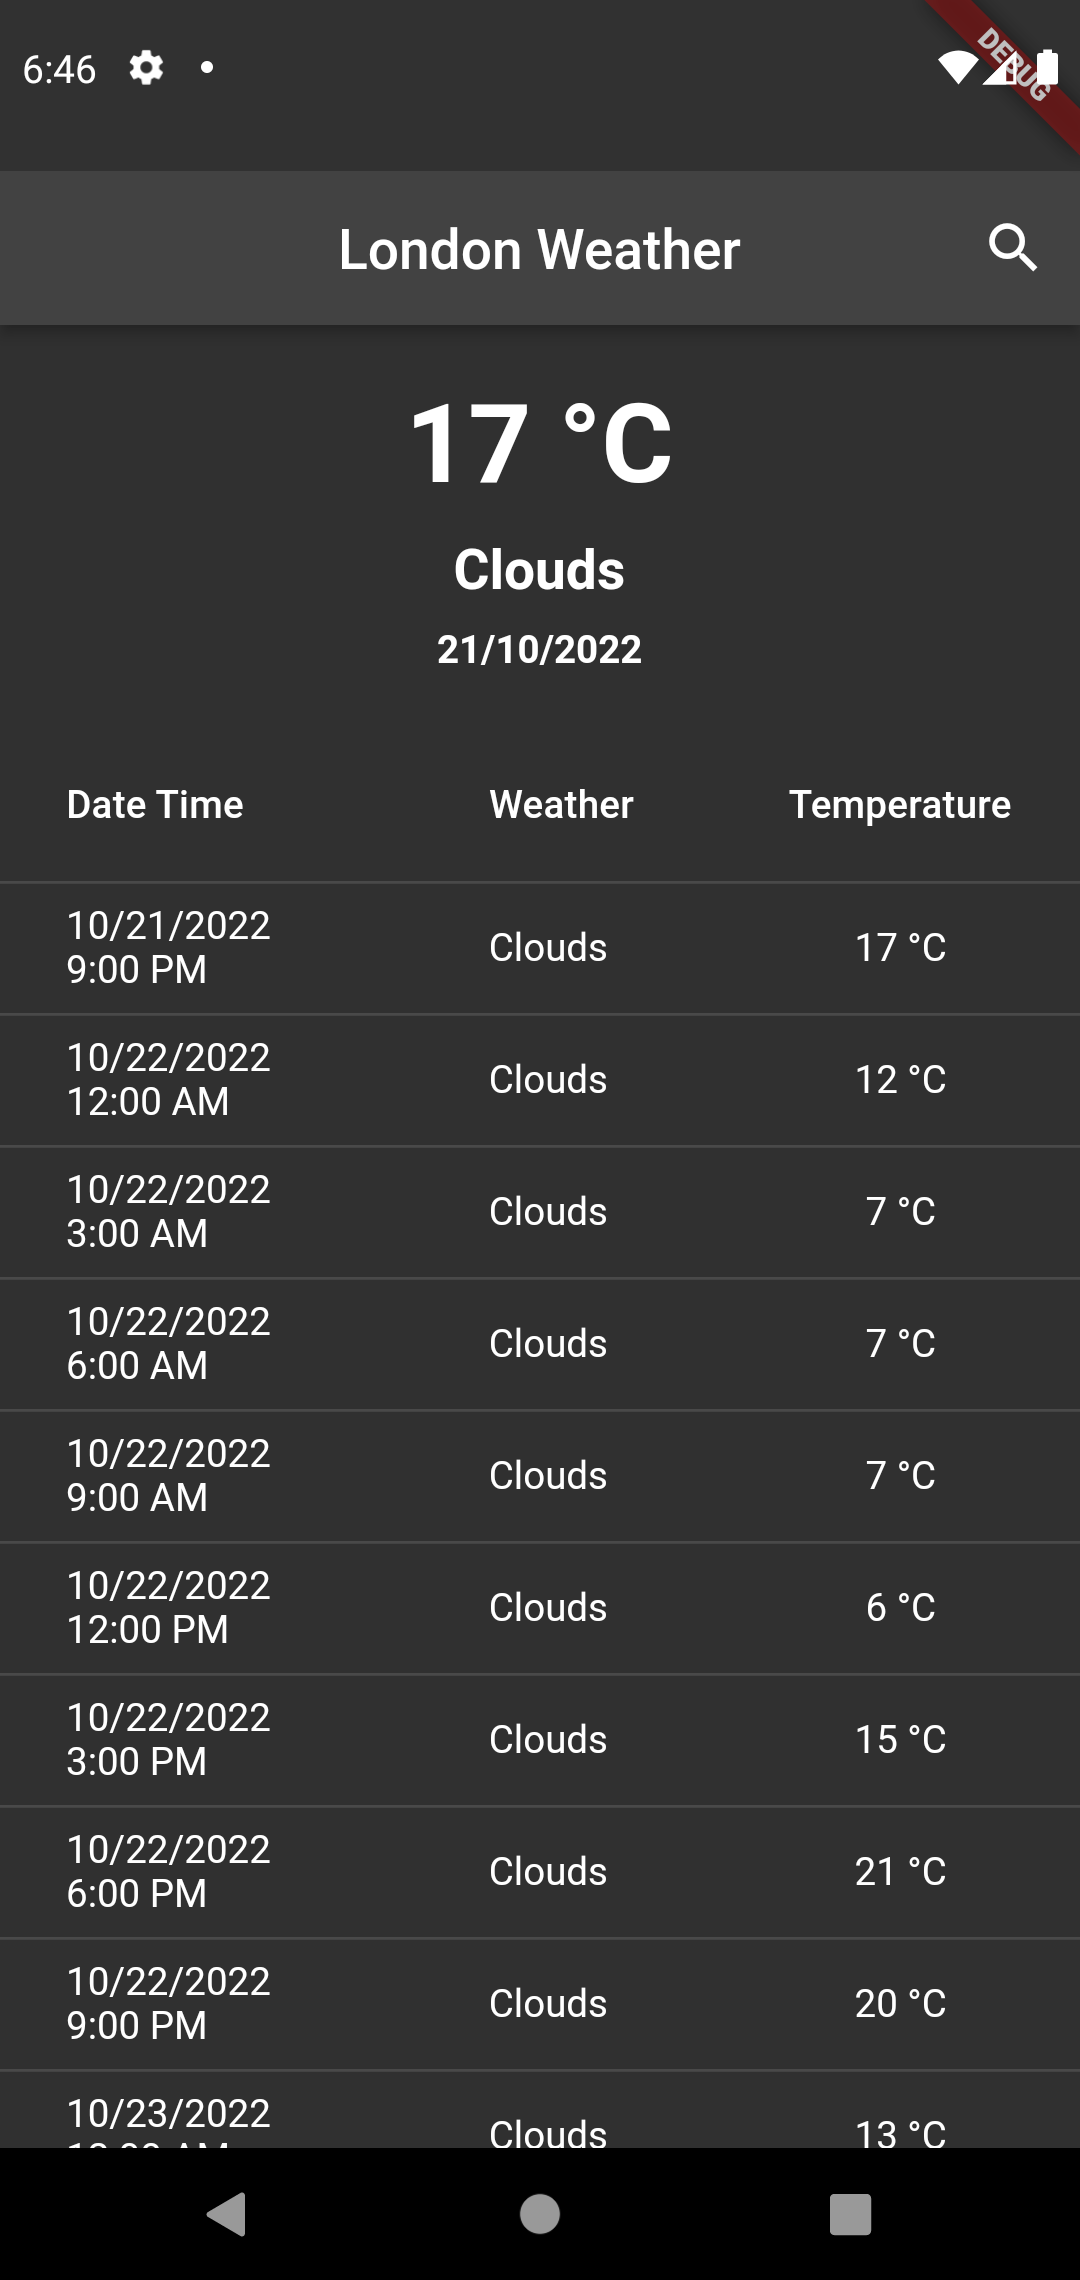 6:46
DEBUG
London Weather
17 °C
Clouds
21/10/2022
Date Time Weather Temperature
10/21/2022
9:00 PM
Clouds
17 °C
10/22/2022
12:00 AM
Clouds
12 °C
10/22/2022
3:00 AM
Clouds
7 °C
10/22/2022
6:00 AM
Clouds
7 °C
10/22/2022
9:00 AM
Clouds
7 °C
10/22/2022
12:00 PM
Clouds
6 °C
10/22/2022
3:00 PM
Clouds
15 °C
10/22/2022
6:00 PM
Clouds
21 °C
10/22/2022
9:00 PM
Clouds
20 °C
10/23/2022
Clouds
13 °C